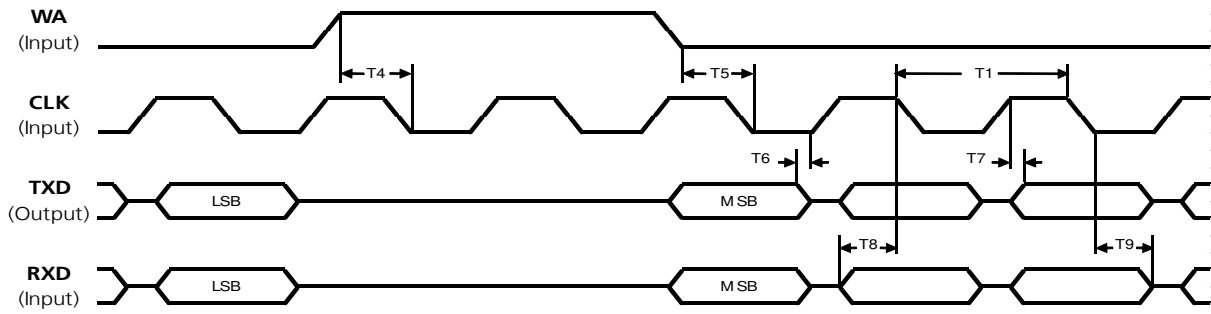 WA
(Input)
T4
T5
T1
CLK
(Input)
T6
T7
TXD
(Output)
LSB
MSB
T8
T9
RXD
(Input)
LSB
MSB